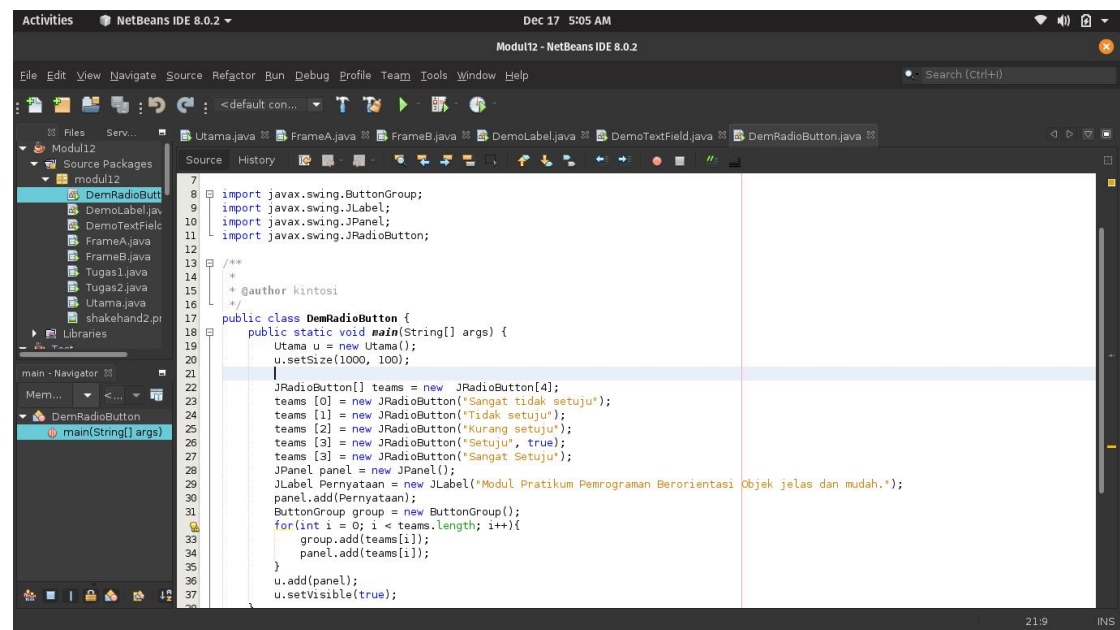 Activities NetBeans IDE 8.0.2 Dec 17 5:05 AM
Modul12 - NetBeans IDE 8.0.2
File Edit View Navigate Source Refactor Run Debug Profile Team Tools Window Help Search (Ctrl+I)
<default con...
Files Serv... Utama.java FrameA.java FrameB.java DemoLabel.java DemoTextField.java DemRadioButton.java
Modul12
Source Packages
modul12
DemRadioButt
DemoLabel.jav
DemoTextField
FrameA.java
FrameB.java
Tugas1.java
Tugas2.java
Utama.java
shakehand2.pr
Libraries
Test
main - Navigator
Mem... <...
DemRadioButton
main(String[] args)
Source History
7
8 import javax.swing.ButtonGroup;
9 import javax.swing.JLabel;
10 import javax.swing.JPanel;
11 import javax.swing.JRadioButton;
12
13 /**
14 *
15 * @author kintosi
16 */
17 public class DemRadioButton {
18 public static void main(String[] args) {
19 Utama u = new Utama();
20 u.setSize(1000, 100);
21
22 JRadioButton[] teams = new JRadioButton[4];
23 teams [0] = new JRadioButton("Sangat tidak setuju");
24 teams [1] = new JRadioButton("Tidak setuju");
25 teams [2] = new JRadioButton("Kurang setuju");
26 teams [3] = new JRadioButton("Setuju", true);
27 teams [3] = new JRadioButton("Sangat Setuju");
28 JPanel panel = new JPanel();
29 JLabel Pernyataan = new JLabel("Modul Pratikum Pemrograman Berorientasi Objek jelas dan mudah.");
30 panel.add(Pernyataan);
31 ButtonGroup group = new ButtonGroup();
for(int i = 0; i < teams.length; i++){
33 group.add(teams[i]);
34 panel.add(teams[i]);
35 }
36 u.add(panel);
37 u.setVisible(true);
38 }
21:9 INS